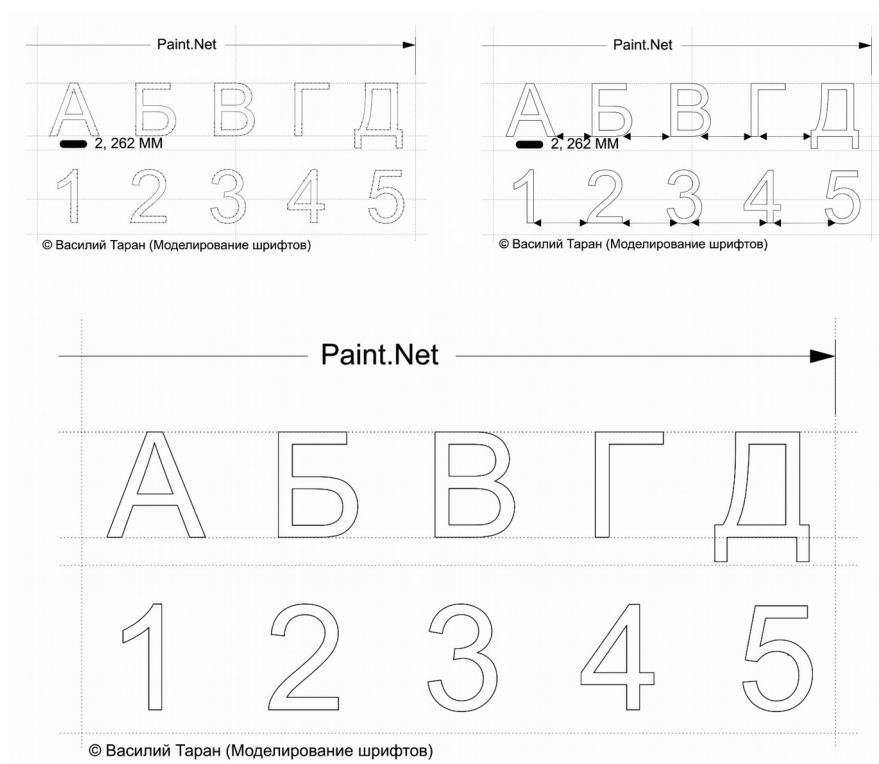 Paint.Net
А Б В Г Д
2, 262 ММ
1 2 3 4 5
© Василий Таран (Моделирование шрифтов)
Paint.Net
А Б В Г Д
2, 262 ММ
1 2 3 4 5
© Василий Таран (Моделирование шрифтов)
Paint.Net
А Б В Г Д
1 2 3 4 5
© Василий Таран (Моделирование шрифтов)